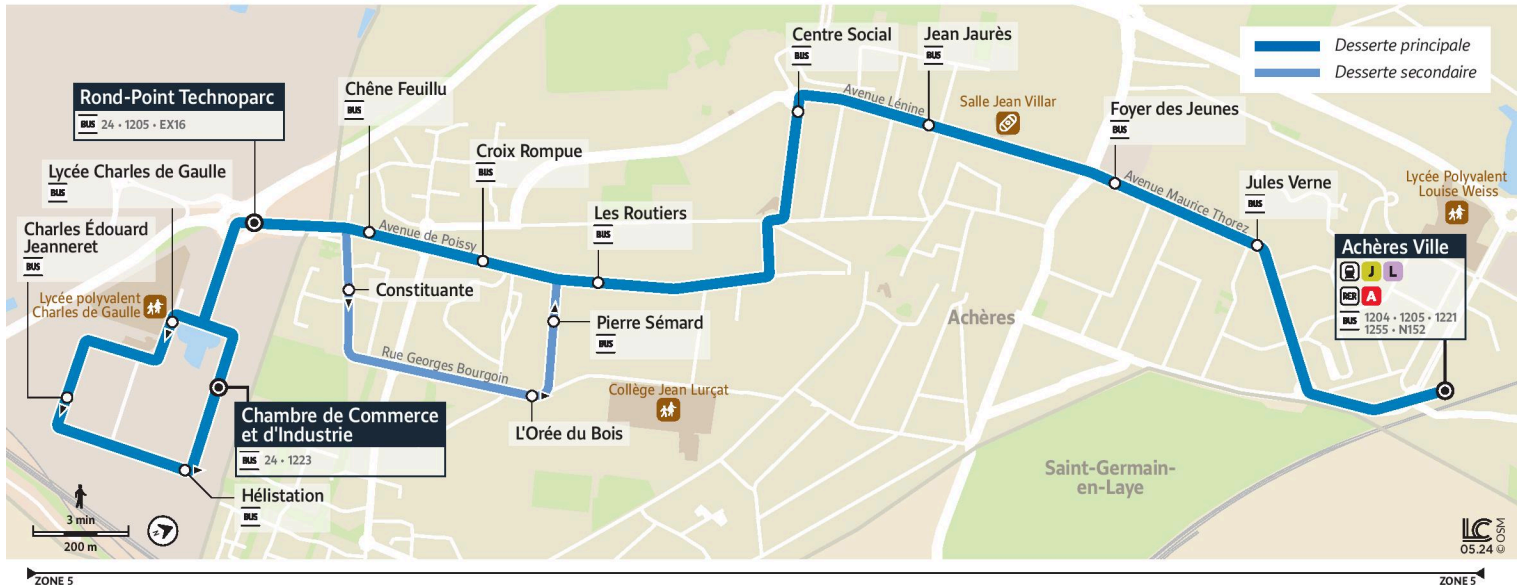 Desserte principale
Desserte secondaire
Centre Social
BUS
Jean Jaurès
BUS
Avenue Lénine
Salle Jean Villar
Foyer des Jeunes
BUS
Chêne Feuillu
BUS
Rond-Point Technoparc
BUS 24 • 1205 • EX16
Croix Rompue
BUS
Lycée Charles de Gaulle
BUS
Avenue Maurice Thorez
Jules Verne
BUS
Lycée Polyvalent
Louise Weiss
Charles Édouard
Jeanneret
BUS
Les Routiers
BUS
Avenue de Poissy
Achères Ville
J L
RER A
BUS 1204 • 1205 • 1221
1255 • N152
Lycée polyvalent
Charles de Gaulle
Constituante
Pierre Sémard
BUS
Achères
Rue Georges Bourgoin
Collège Jean Lurçat
Chambre de Commerce
et d'Industrie
BUS 24 • 1223
L'Orée du Bois
Saint-Germain-
en-Laye
Hélistation
BUS
3 min
200 m
N
LC
05.24
© OSM
ZONE 5
ZONE 5